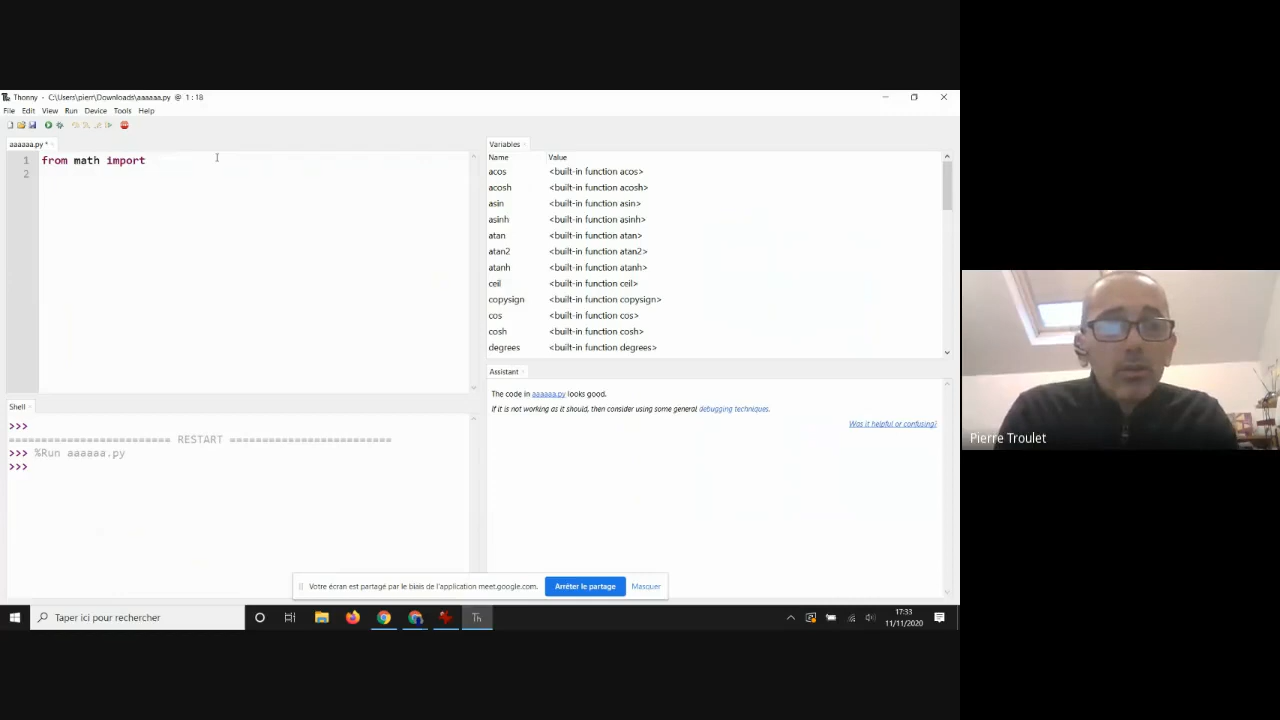 Thonny - C:\Users\pierr\Downloads\aaaaaa.py @ 1:18
File Edit View Run Device Tools Help
aaaaaa.py *
1 from math import
2
Variables
Name Value
acos <built-in function acos>
acosh <built-in function acosh>
asin <built-in function asin>
asinh <built-in function asinh>
atan <built-in function atan>
atan2 <built-in function atan2>
atanh <built-in function atanh>
ceil <built-in function ceil>
copysign <built-in function copysign>
cos <built-in function cos>
cosh <built-in function cosh>
degrees <built-in function degrees>
Assistant
The code in aaaaaa.py looks good.
If it is not working as it should, then consider using some general debugging techniques.
Was it helpful or confusing?
Shell
>>>
======================== RESTART =========================
>>> %Run aaaaaa.py
>>>
Votre écran est partagé par le biais de l'application meet.google.com.
Arrêter le partage
Masquer
Taper ici pour rechercher
Th
17:33
11/11/2020
Pierre Troulet